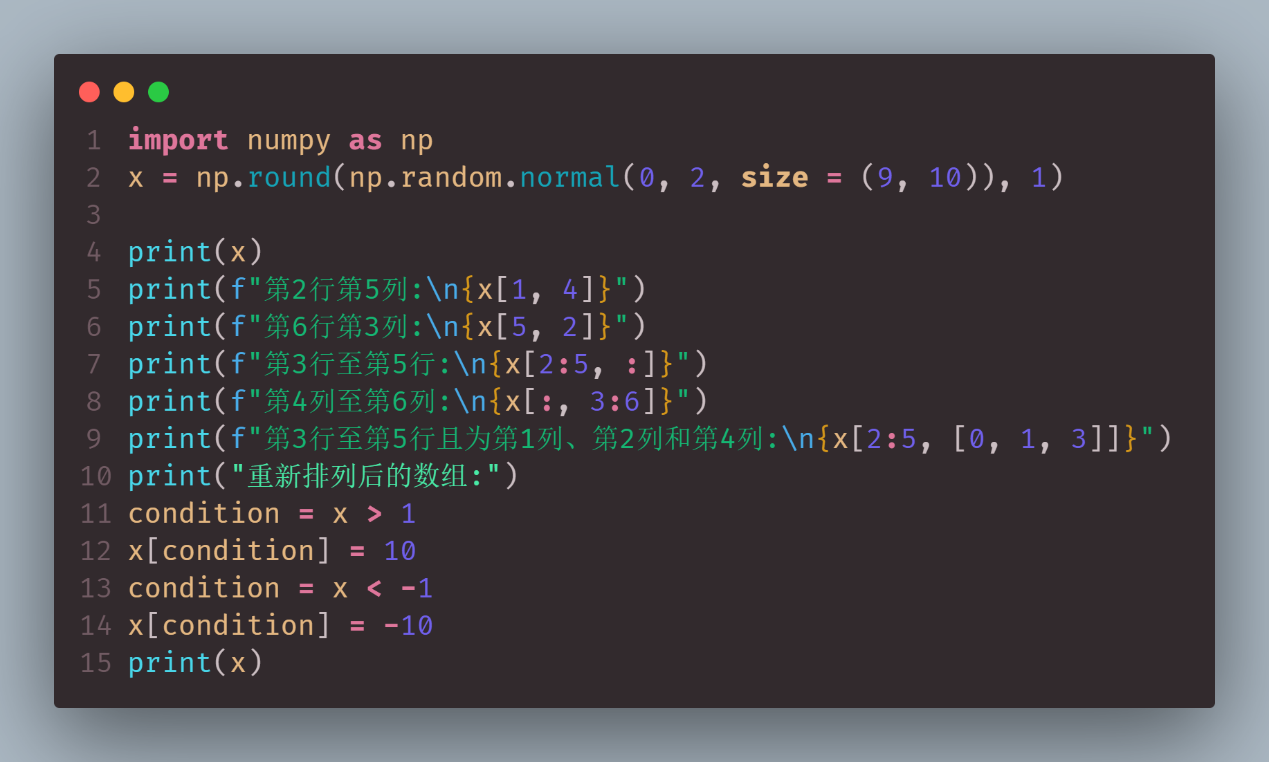 1 import numpy as np
2 x = np.round(np.random.normal(0, 2, size = (9, 10)), 1)
3
4 print(x)
5 print(f"第2行第5列:\n{x[1, 4]}")
6 print(f"第6行第3列:\n{x[5, 2]}")
7 print(f"第3行至第5行:\n{x[2:5, :]}")
8 print(f"第4列至第6列:\n{x[:, 3:6]}")
9 print(f"第3行至第5行且为第1列、第2列和第4列:\n{x[2:5, [0, 1, 3]]}")
10 print("重新排列后的数组:")
11 condition = x > 1
12 x[condition] = 10
13 condition = x < -1
14 x[condition] = -10
15 print(x)